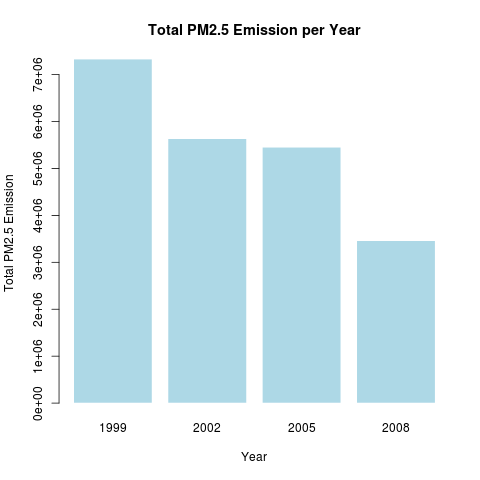 Total PM2.5 Emission per Year
Total PM2.5 Emission
7e+06
6e+06
5e+06
4e+06
3e+06
2e+06
1e+06
0e+00
1999 2002 2005 2008
Year